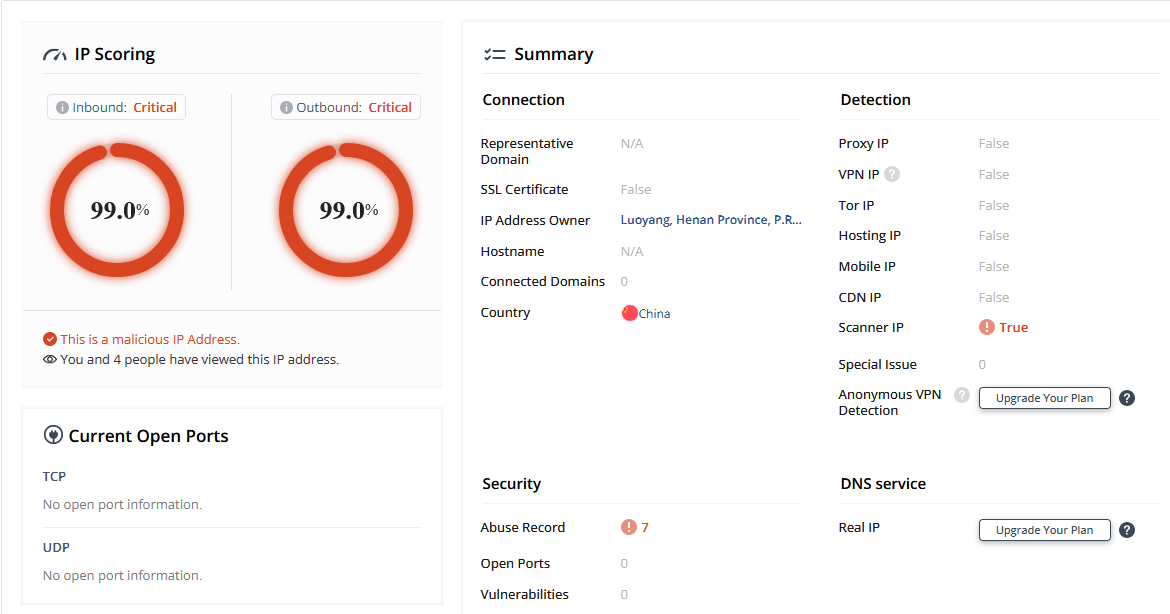 IP Scoring
Inbound: Critical
Outbound: Critical
99.0%
99.0%
This is a malicious IP Address.
You and 4 people have viewed this IP address.
Current Open Ports
TCP
No open port information.
UDP
No open port information.
Summary
Connection
Representative
Domain
N/A
SSL Certificate
False
IP Address Owner
Luoyang, Henan Province, P.R...
Hostname
N/A
Connected Domains
0
Country
China
Detection
Proxy IP
False
VPN IP ?
False
Tor IP
False
Hosting IP
False
Mobile IP
False
CDN IP
False
Scanner IP
! True
Special Issue
0
Anonymous VPN
Detection
?
Upgrade Your Plan ?
Security
Abuse Record
! 7
Open Ports
0
Vulnerabilities
0
DNS service
Real IP
Upgrade Your Plan ?